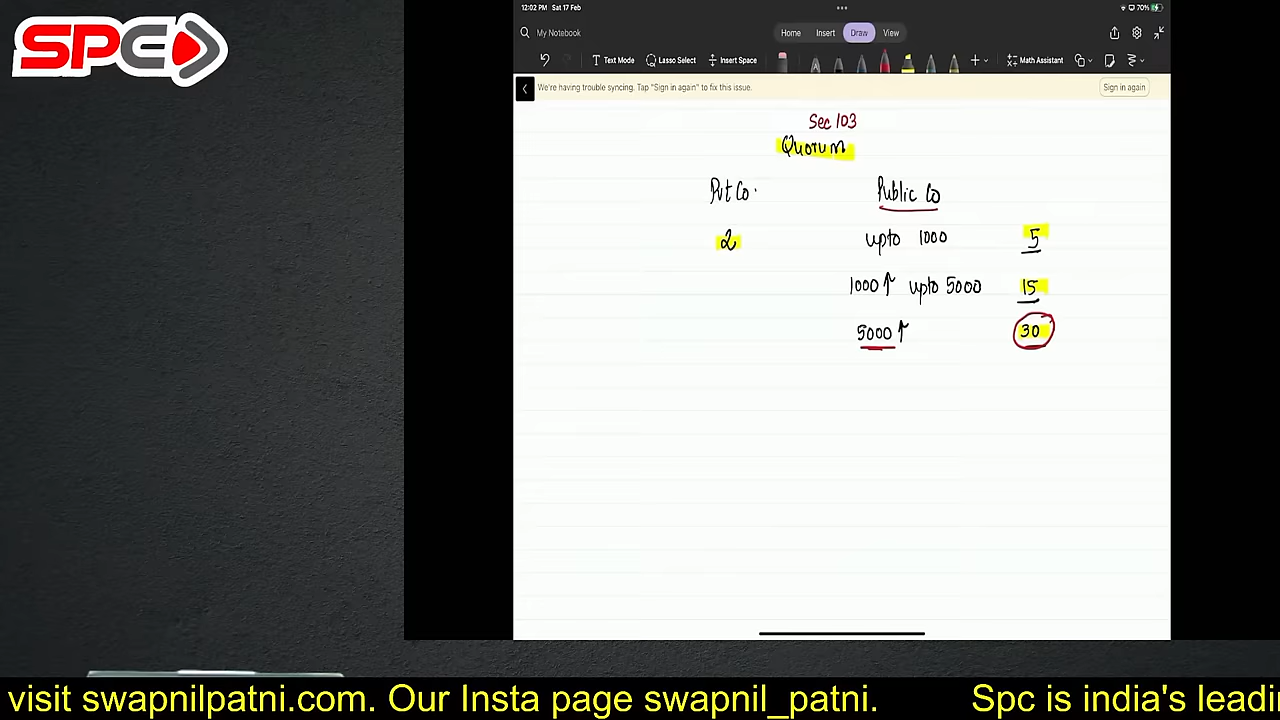 SPC
12:02 PM Sat 17 Feb
70%
My Notebook
Home Insert Draw View
Text Mode Lasso Select Insert Space Math Assistant
We're having trouble syncing. Tap "Sign in again" to fix this issue. Sign in again
Sec 103
Quorum
Pvt Co. Public Co
2 upto 1000 5
1000↑ upto 5000 15
5000↑ 30
visit swapnilpatni.com. Our Insta page swapnil_patni. Spc is india's leadi